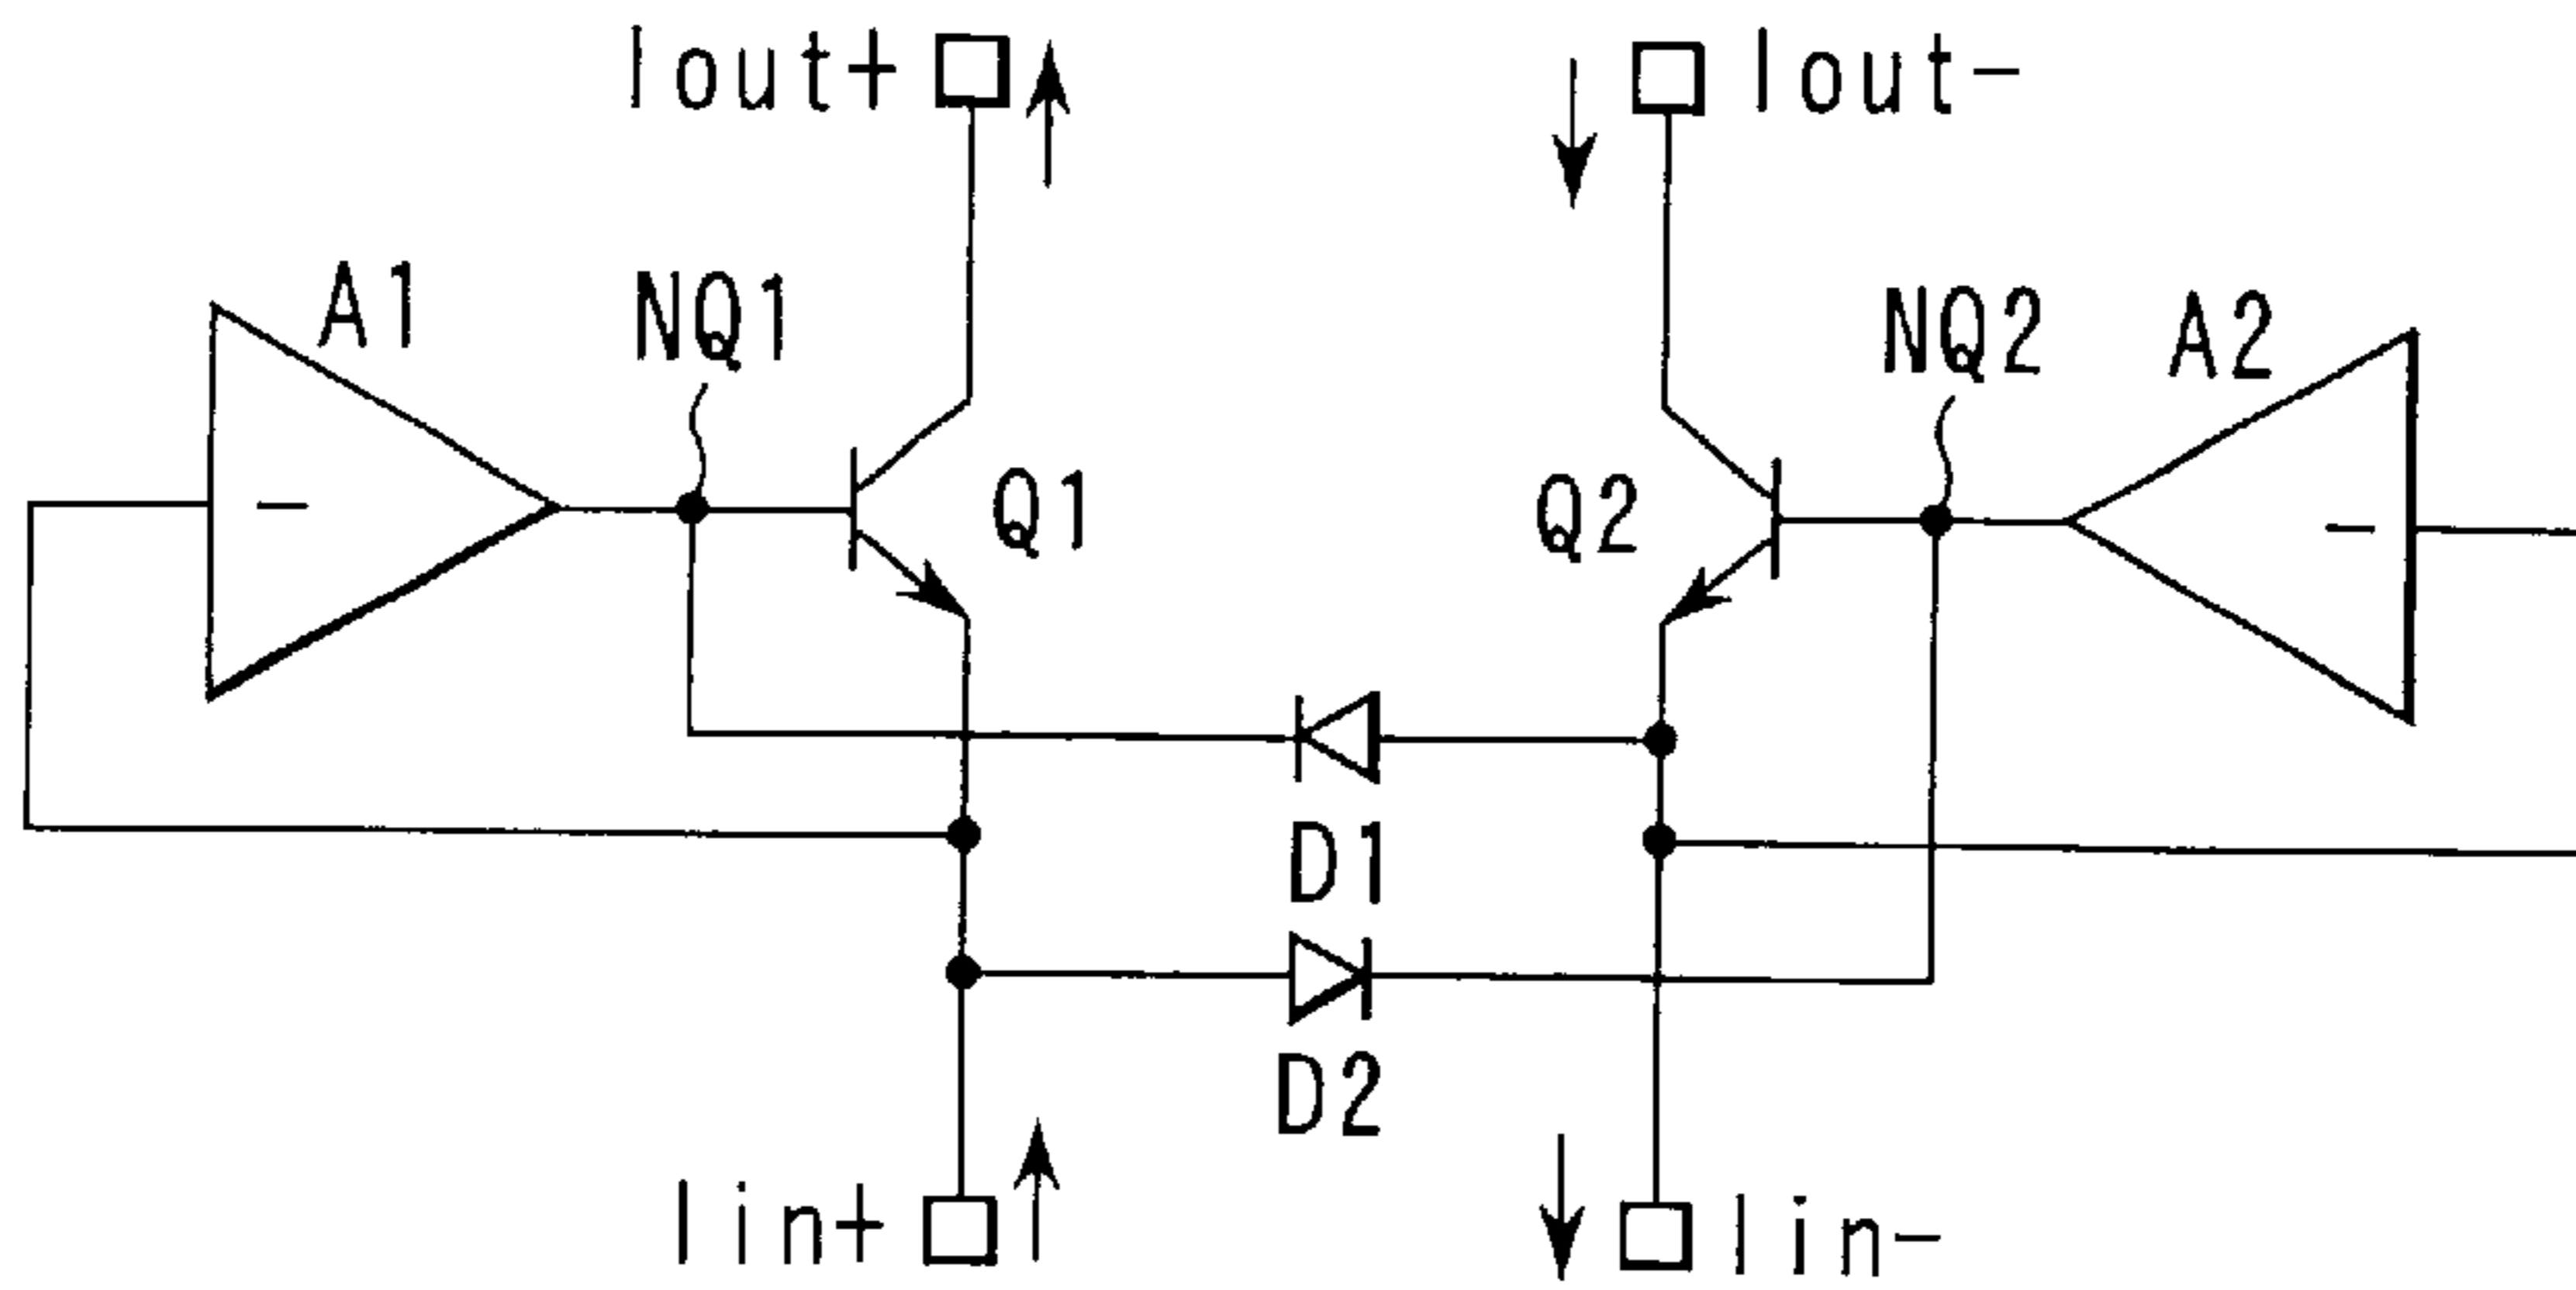 Iout+ Iout-
A1 NQ1 NQ2 A2
- Q1 Q2 -
D1
D2
Iin+ Iin-